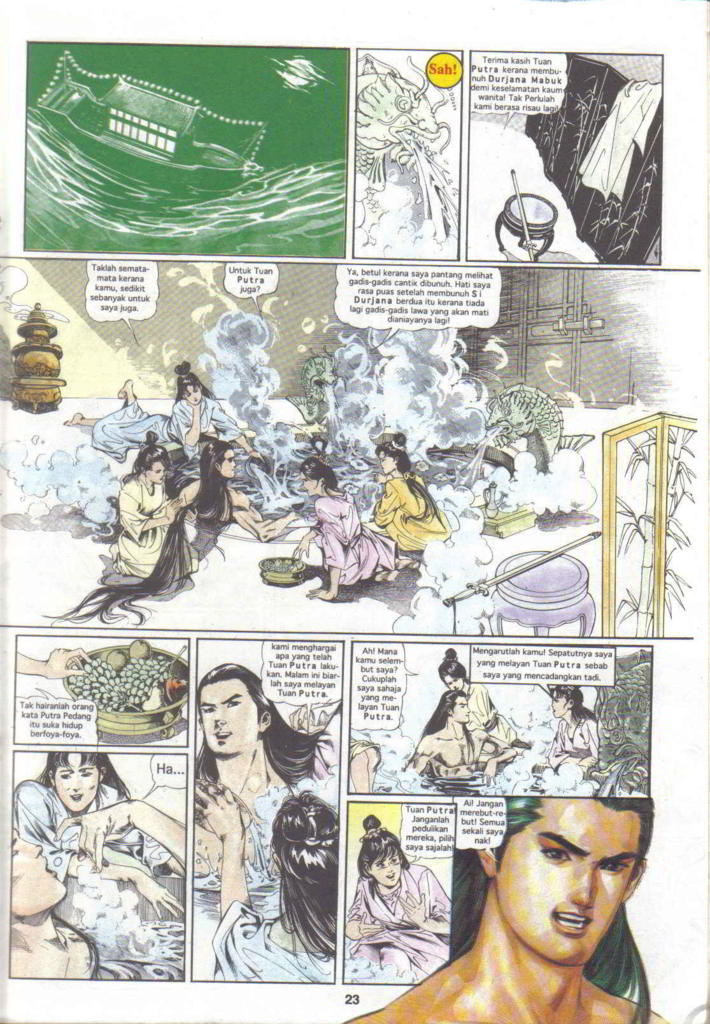 Sah!
Terima kasih Tuan
Putra kerana membu-
nuh Durjana Mabuk
demi keselamatan kaum
wanita! Tak Perlulah
kami berasa risau lagi!
Taklah semata-
mata kerana
kamu, sedikit
sebanyak untuk
saya juga.
Untuk Tuan
Putra
juga?
Ya, betul kerana saya pantang melihat
gadis-gadis cantik dibunuh. Hati saya
rasa puas setelah membunuh Si
Durjana berdua itu kerana tiada
lagi gadis-gadis lawa yang akan mati
dianiayanya lagi!
Tak hairanlah orang
kata Putra Pedang
itu suka hidup
berfoya-foya.
Ha...
kami menghargai
apa yang telah
Tuan Putra laku-
kan. Malam ini biar-
lah saya melayan
Tuan Putra.
Ah! Mana
kamu selem-
but saya?
Cukuplah
saya sahaja
yang me-
layan Tuan
Putra.
Mengarutlah kamu! Sepatutnya saya
yang melayan Tuan Putra sebab
saya yang mencadangkan tadi.
Tuan Putra!
Janganlah
pedulikan
mereka, pilih
saya sajalah!
Ai! Jangan
merebut-re-
but! Semua
sekali saya
nak!
23